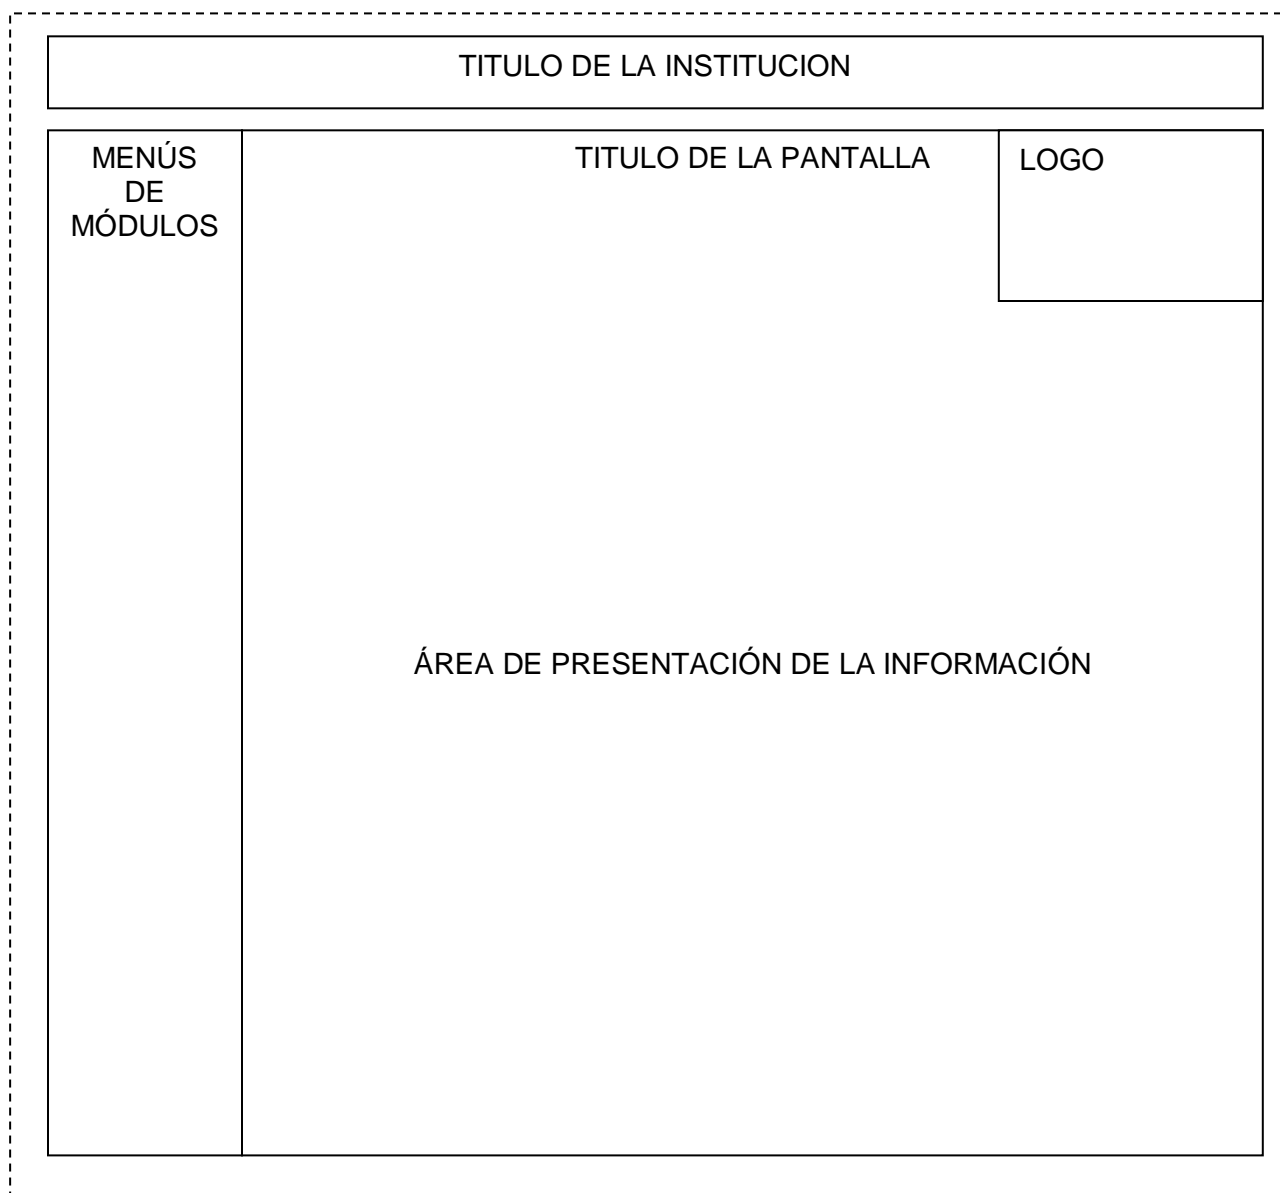 TITULO DE LA INSTITUCION
MENÚS
DE
MÓDULOS
TITULO DE LA PANTALLA
LOGO
ÁREA DE PRESENTACIÓN DE LA INFORMACIÓN